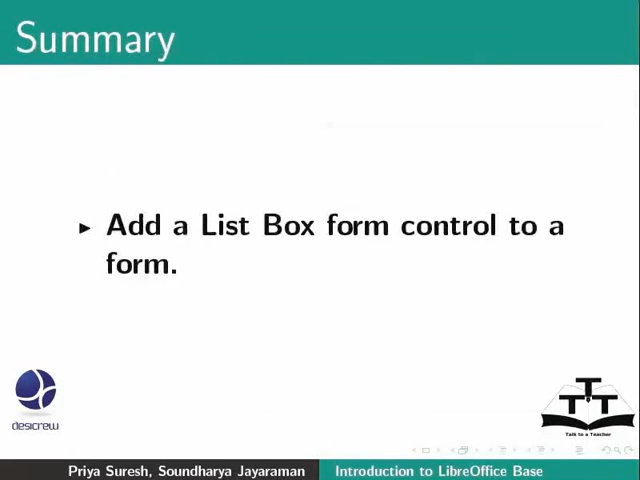 Summary
Add a List Box form control to a
form.
desicrew
TTT
Talk to a Teacher
Priya Suresh, Soundharya Jayaraman Introduction to LibreOffice Base